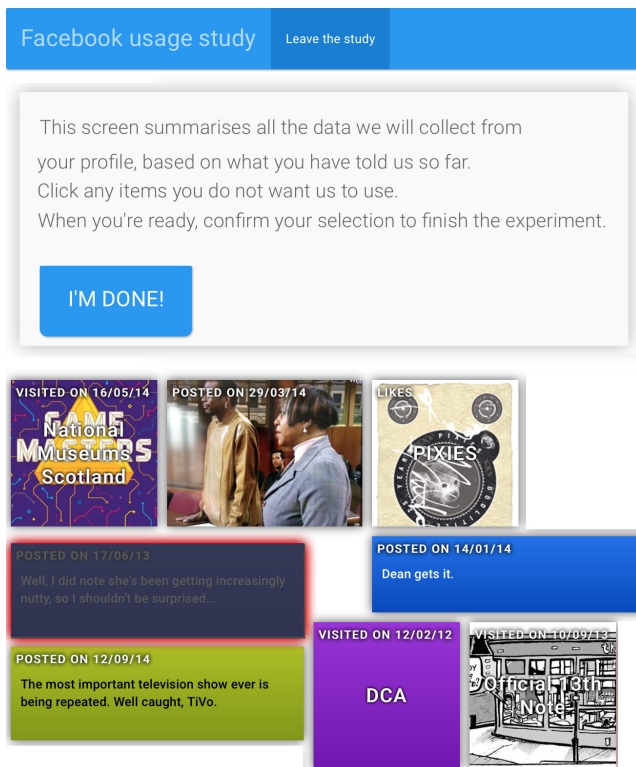 Facebook usage study
Leave the study
This screen summarises all the data we will collect from
your profile, based on what you have told us so far.
Click any items you do not want us to use.
When you're ready, confirm your selection to finish the experiment.
I'M DONE!
VISITED ON 16/05/14
GAME
MASTERS
National
Museums
Scotland
POSTED ON 29/03/14
LIKES
PIXIES
POSTED ON 17/06/13
Well, I did note she's been getting increasingly
nutty, so I shouldn't be surprised...
POSTED ON 14/01/14
Dean gets it.
POSTED ON 12/09/14
The most important television show ever is
being repeated. Well caught, TiVo.
VISITED ON 12/02/12
DCA
VISITED ON 10/09/13
Official 13th
Note